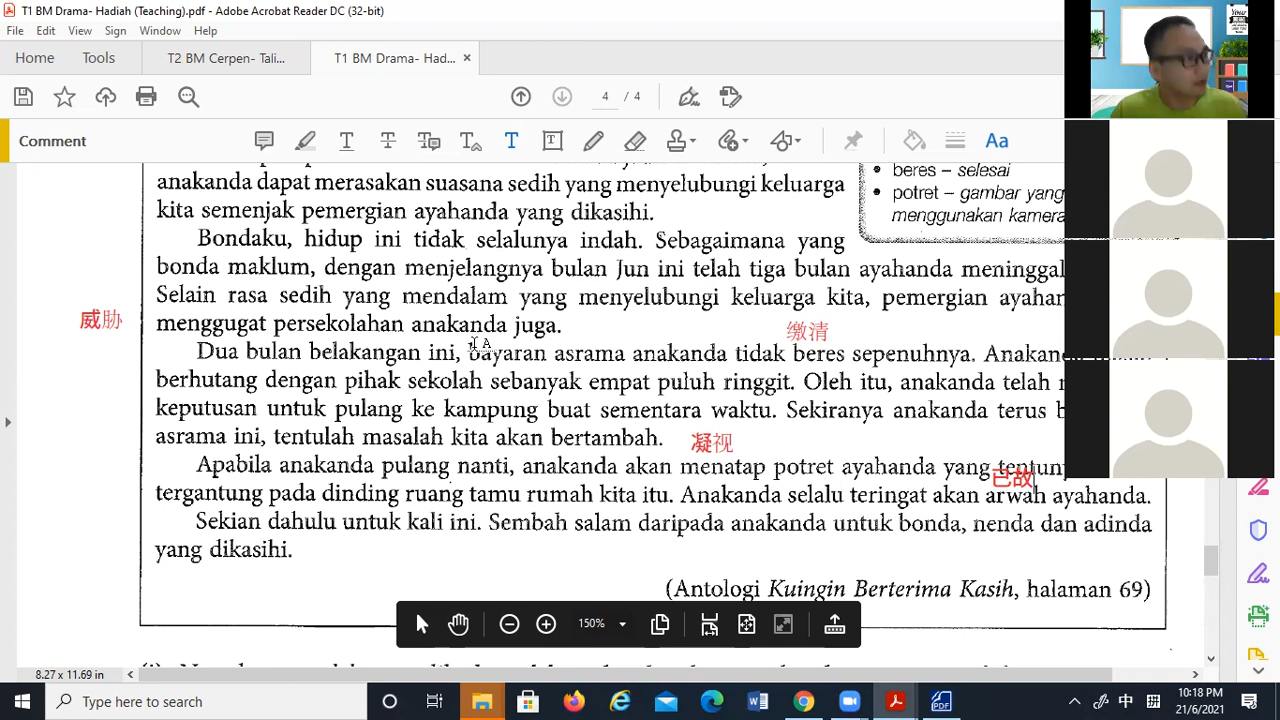 T1 BM Drama- Hadiah (Teaching).pdf - Adobe Acrobat Reader DC (32-bit)
File Edit View Sign Window Help
Home Tools T2 BM Cerpen- Tali... T1 BM Drama- Had... ×
4 / 4
Comment
beres – selesai
anakanda dapat merasakan suasana sedih yang menyelubungi keluarga
potret – gambar yang
kita semenjak pemergian ayahanda yang dikasihi.
menggunakan kamera
Bondaku, hidup ini tidak selalunya indah. Sebagaimana yang
bonda maklum, dengan menjelangnya bulan Jun ini telah tiga bulan ayahanda meninggal
Selain rasa sedih yang mendalam yang menyelubungi keluarga kita, pemergian ayahan
威胁
menggugat persekolahan anakanda juga.
缴清
Dua bulan belakangan ini, bayaran asrama anakanda tidak beres sepenuhnya. Anakanda
berhutang dengan pihak sekolah sebanyak empat puluh ringgit. Oleh itu, anakanda telah
keputusan untuk pulang ke kampung buat sementara waktu. Sekiranya anakanda terus b
asrama ini, tentulah masalah kita akan bertambah.
凝视
Apabila anakanda pulang nanti, anakanda akan menatap potret ayahanda yang
已故
tergantung pada dinding ruang tamu rumah kita itu. Anakanda selalu teringat akan arwah ayahanda.
Sekian dahulu untuk kali ini. Sembah salam daripada anakanda untuk bonda, nenda dan adinda
yang dikasihi.
(Antologi Kuingin Berterima Kasih, halaman 69)
150%
8.27 x 11.69 in
Type here to search
中 拼
10:18 PM
21/6/2021